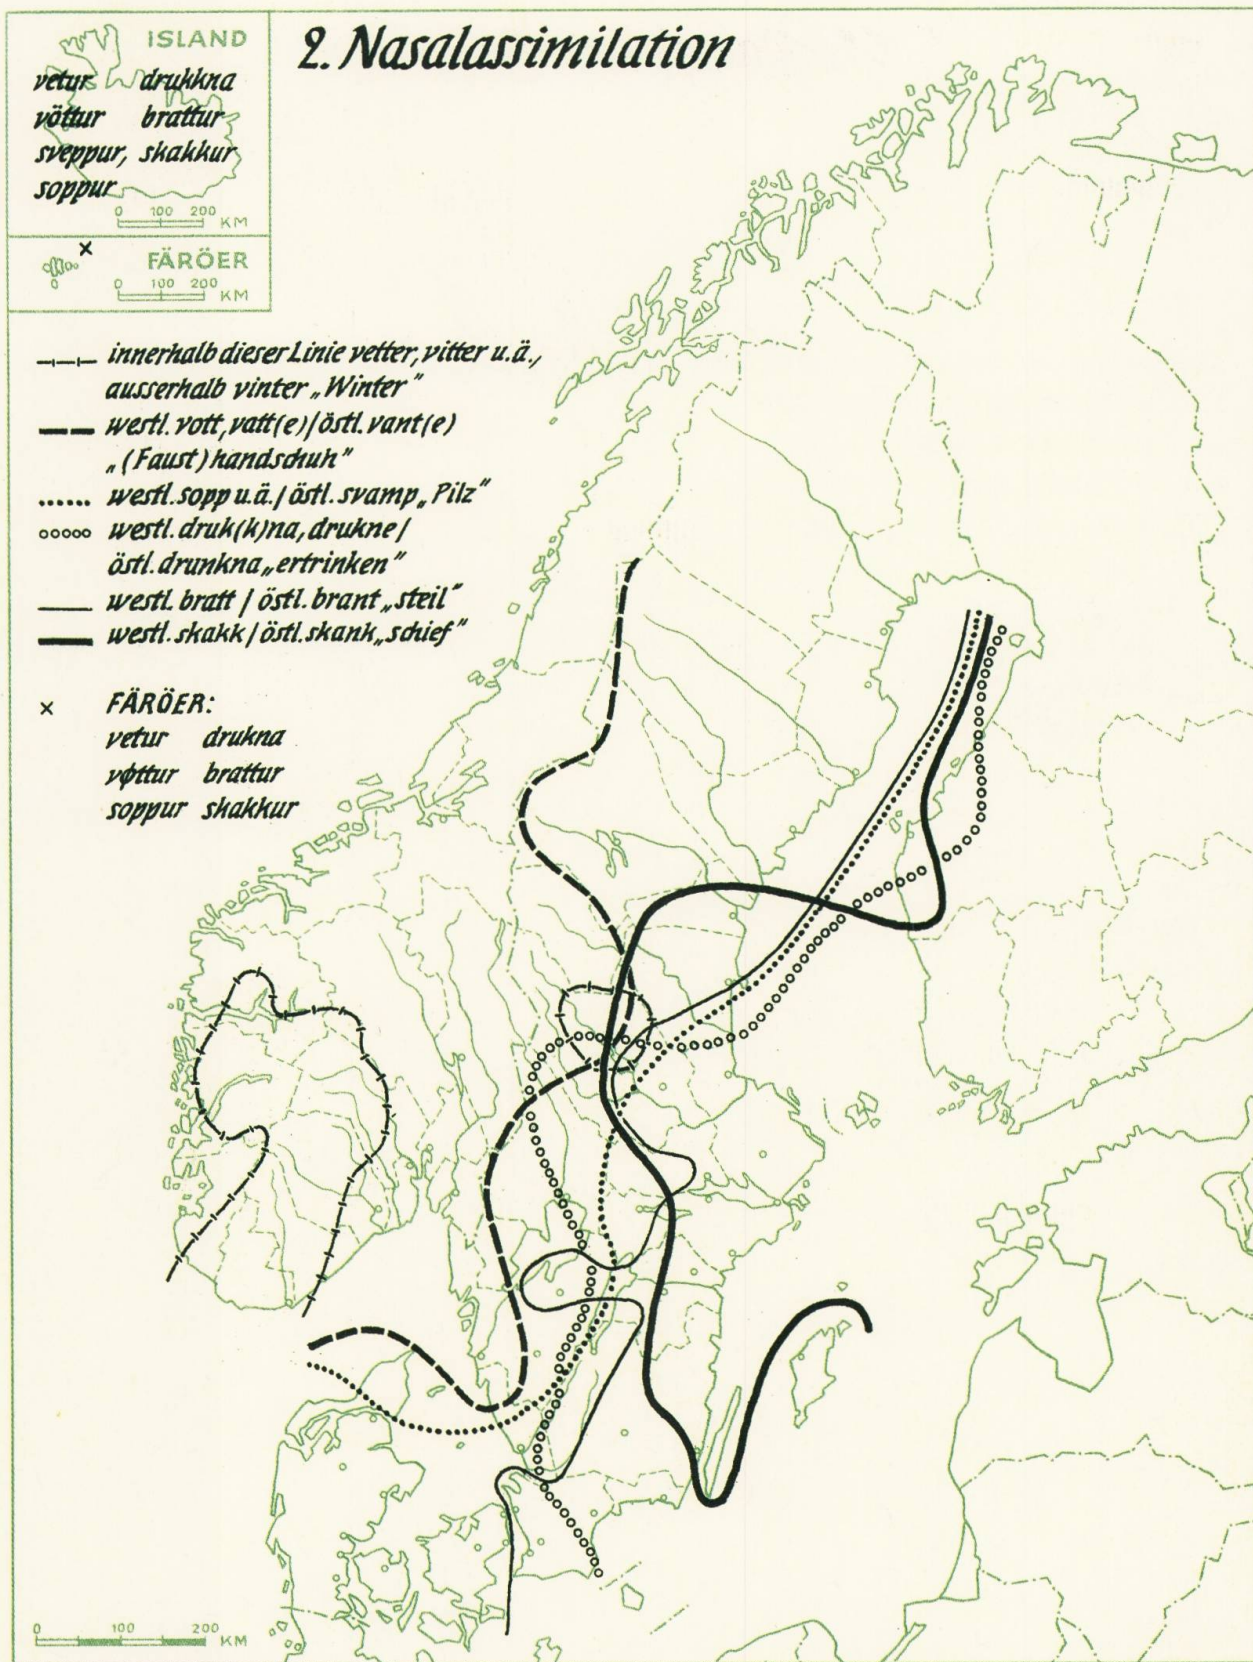 2. Nasalassimilation
ISLAND
vetur drukkna
vöttur brattur
sveppur, skakkur
soppur
0 100 200 KM
×
FÄRÖER
0 100 200 KM
innerhalb dieser Linie vetter, vitter u.ä.,
ausserhalb vinter „Winter"
westl. vott, vatt(e) / östl. vant(e)
„(Faust)handschuh"
westl. sopp u.ä. / östl. svamp „Pilz"
westl. druk(k)na, drukne /
östl. drunkna „ertrinken"
westl. bratt / östl. brant „steil"
westl. skakk / östl. skank „schief"
× FÄRÖER:
vetur drukna
vøttur brattur
soppur skakkur
0 100 200 KM